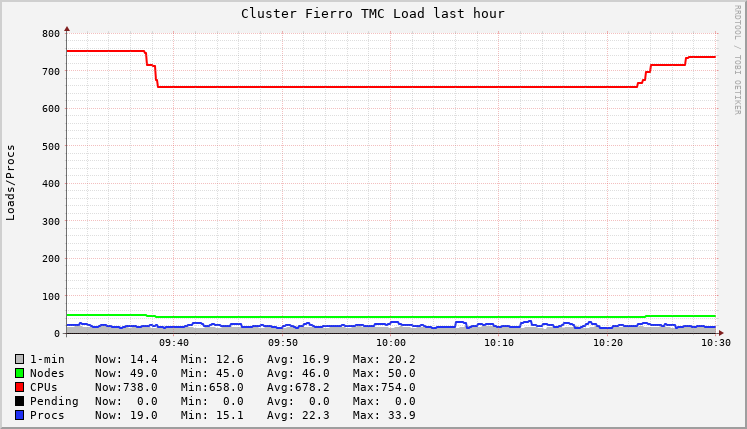 Cluster Fierro TMC Load last hour
RRDTOOL / TOBI OETIKER
Loads/Procs
800
700
600
500
400
300
200
100
0
09:40 09:50 10:00 10:10 10:20 10:30
1-min Now: 14.4 Min: 12.6 Avg: 16.9 Max: 20.2
Nodes Now: 49.0 Min: 45.0 Avg: 46.0 Max: 50.0
CPUs Now:738.0 Min:658.0 Avg:678.2 Max:754.0
Pending Now: 0.0 Min: 0.0 Avg: 0.0 Max: 0.0
Procs Now: 19.0 Min: 15.1 Avg: 22.3 Max: 33.9